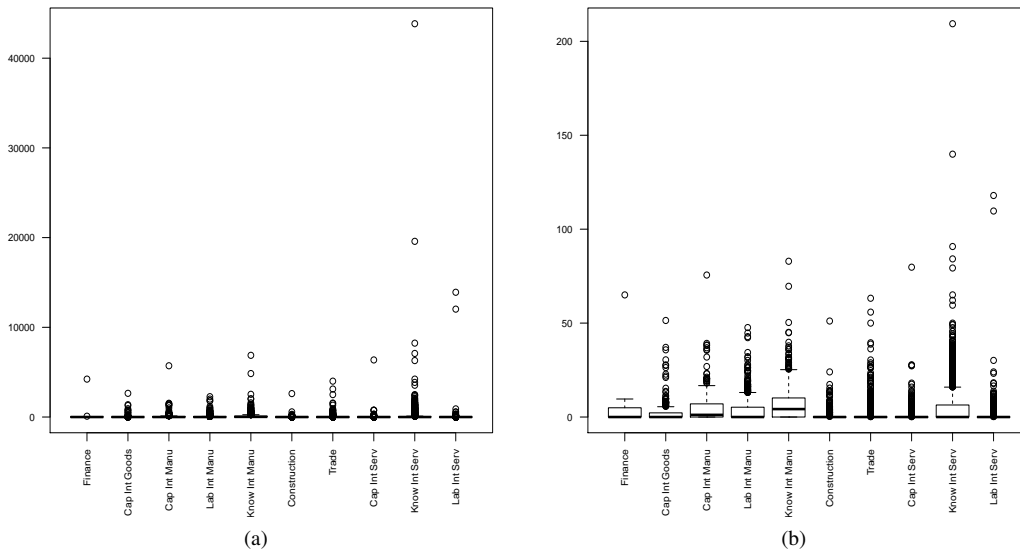 40000
30000
20000
10000
0
Finance
Cap Int Goods
Cap Int Manu
Lab Int Manu
Know Int Manu
Construction
Trade
Cap Int Serv
Know Int Serv
Lab Int Serv
(a)
200
150
100
50
0
Finance
Cap Int Goods
Cap Int Manu
Lab Int Manu
Know Int Manu
Construction
Trade
Cap Int Serv
Know Int Serv
Lab Int Serv
(b)